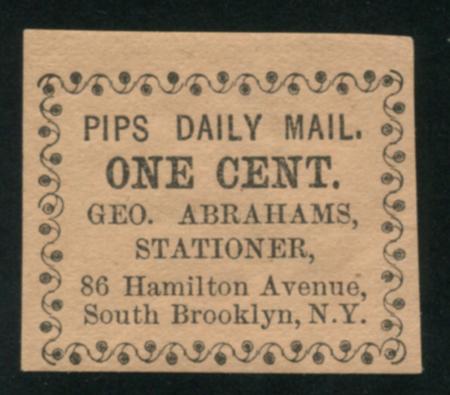 PIPS DAILY MAIL.
ONE CENT.
GEO. ABRAHAMS,
STATIONER,
86 Hamilton Avenue,
South Brooklyn, N.Y.